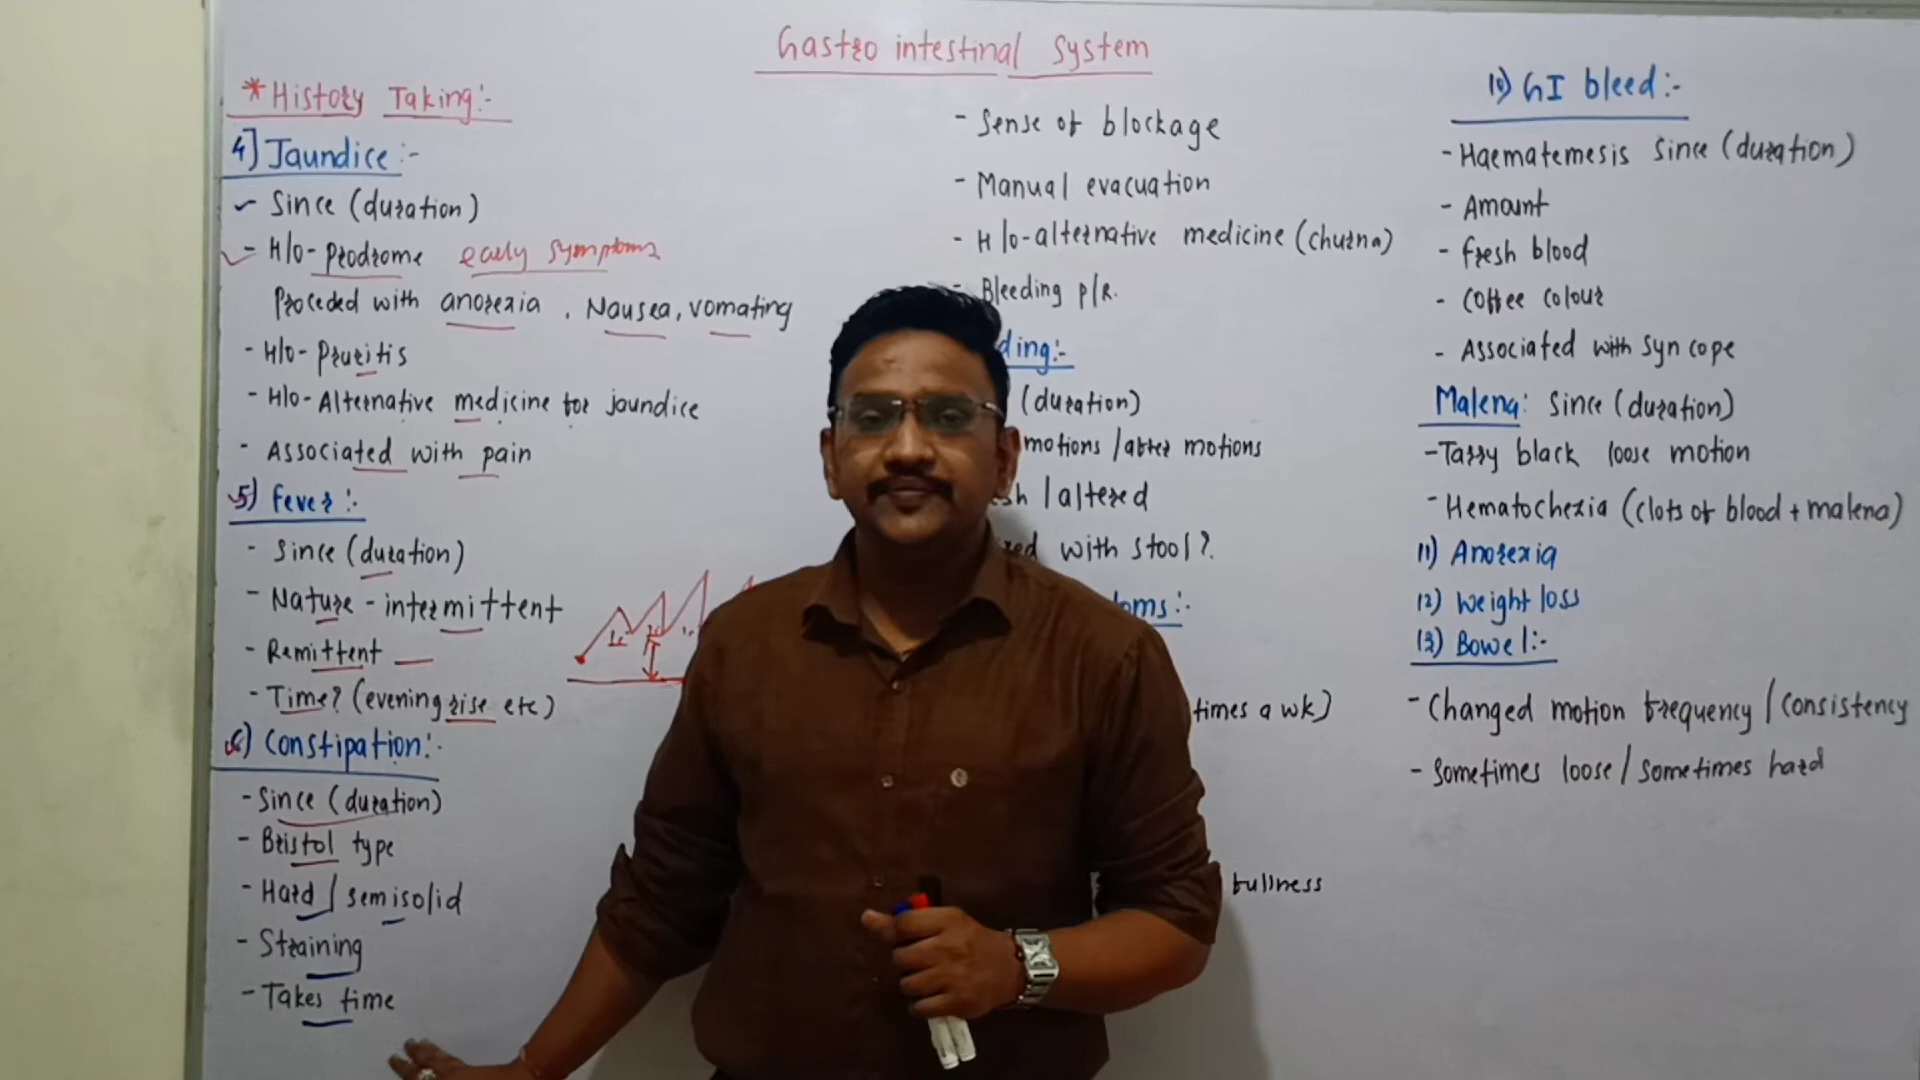 Gastro intestinal System
*History Taking:-
4] Jaundice:-
- Since (duration)
- H/o- Prodrome early symptoms
Proceded with anorexia, Nausea, vomating
- H/o- Pruritis
- H/o- Alternative medicine for jaundice
- Associated with pain
5) Fever:-
- Since (duration)
- Nature - intermittent
- Remittent
- Time? (evening rise etc)
6) Constipation:-
- Since (duration)
- Bristol type
- Hard / semisolid
- Straining
- Takes time
- Sense of blockage
- Manual evacuation
- H/o-alternative medicine (churna)
- Bleeding P/R.
ding:-
(duration)
motions / after motions
sh / altered
with stool?
oms:-
times a wk)
fullness
10) GI bleed:-
- Haematemesis since (duration)
- Amount
- fresh blood
- Coffee colour
- Associated with syncope
Malena: Since (duration)
- Tarry black loose motion
- Hematochezia (clots of blood + malena)
11) Anorexia
12) Weight loss
13) Bowel:-
- Changed motion frequency / consistency
- Sometimes loose / sometimes hard